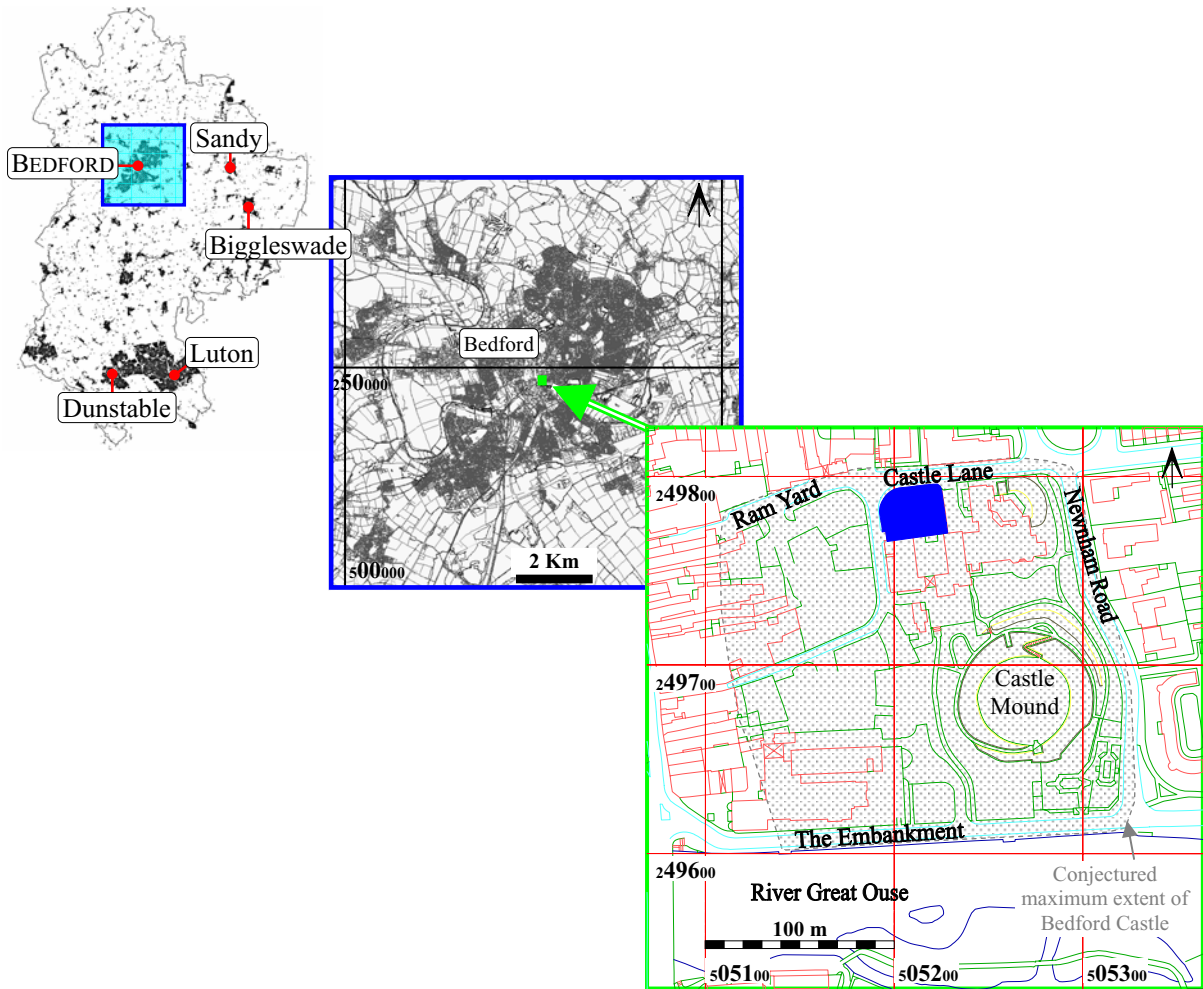 Sandy
BEDFORD
Biggleswade
Luton
Dunstable
Bedford
250000
500000
2 Km
Castle Lane
Ram Yard
249800
Newnham Road
249700
Castle
Mound
The Embankment
249600
River Great Ouse
Conjectured
maximum extent of
Bedford Castle
100 m
505100
505200
505300